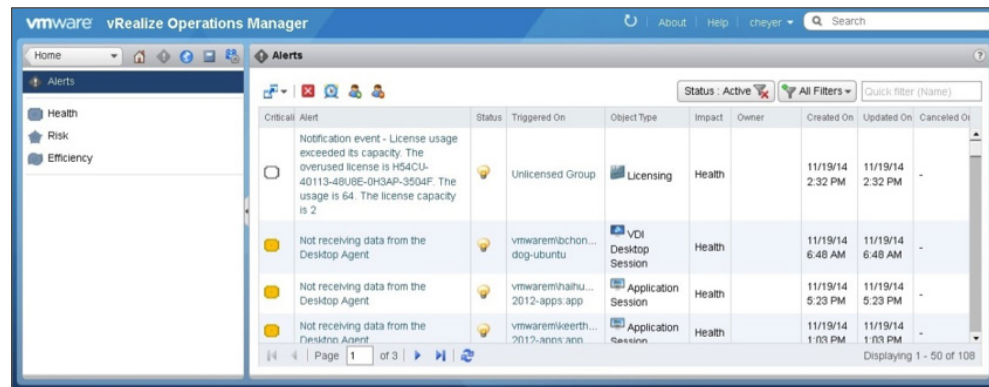 vmware vRealize Operations Manager
About Help cheyer Search
Home
Alerts
Health
Risk
Efficiency
Alerts
Status : Active All Filters Quick filter (Name)
Criticali Alert Status Triggered On Object Type Impact Owner Created On Updated On Canceled On
Notification event - License usage
exceeded its capacity. The
overused license is H54CU-
40113-48U8E-0H3AP-3504F. The
usage is 64. The license capacity
is 2
Unlicensed Group
Licensing
Health
11/19/14
2:32 PM
11/19/14
2:32 PM
-
Not receiving data from the
Desktop Agent
vmwarem\bchon...
dog-ubuntu
VDI
Desktop
Session
Health
11/19/14
6:48 AM
11/19/14
6:48 AM
-
Not receiving data from the
Desktop Agent
vmwarem\haihu...
2012-apps:app
Application
Session
Health
11/19/14
5:23 PM
11/19/14
5:23 PM
-
Not receiving data from the
Desktop Agent
vmwarem\keerth...
2012-apps:app
Application
Session
Health
11/19/14
1:03 PM
11/19/14
1:03 PM
-
Page 1 of 3
Displaying 1 - 50 of 108